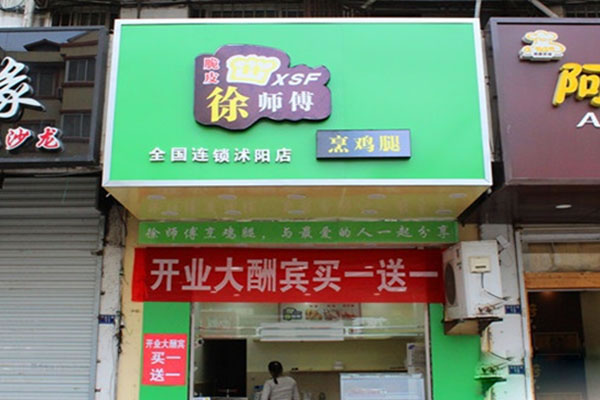 脆皮
XSF
徐师傅
全国连锁沭阳店
烹鸡腿
徐师傅烹鸡腿，与最爱的人一起分享
开业大酬宾买一送一
开业大酬宾
买一
送一
缘
沙龙
阿
A